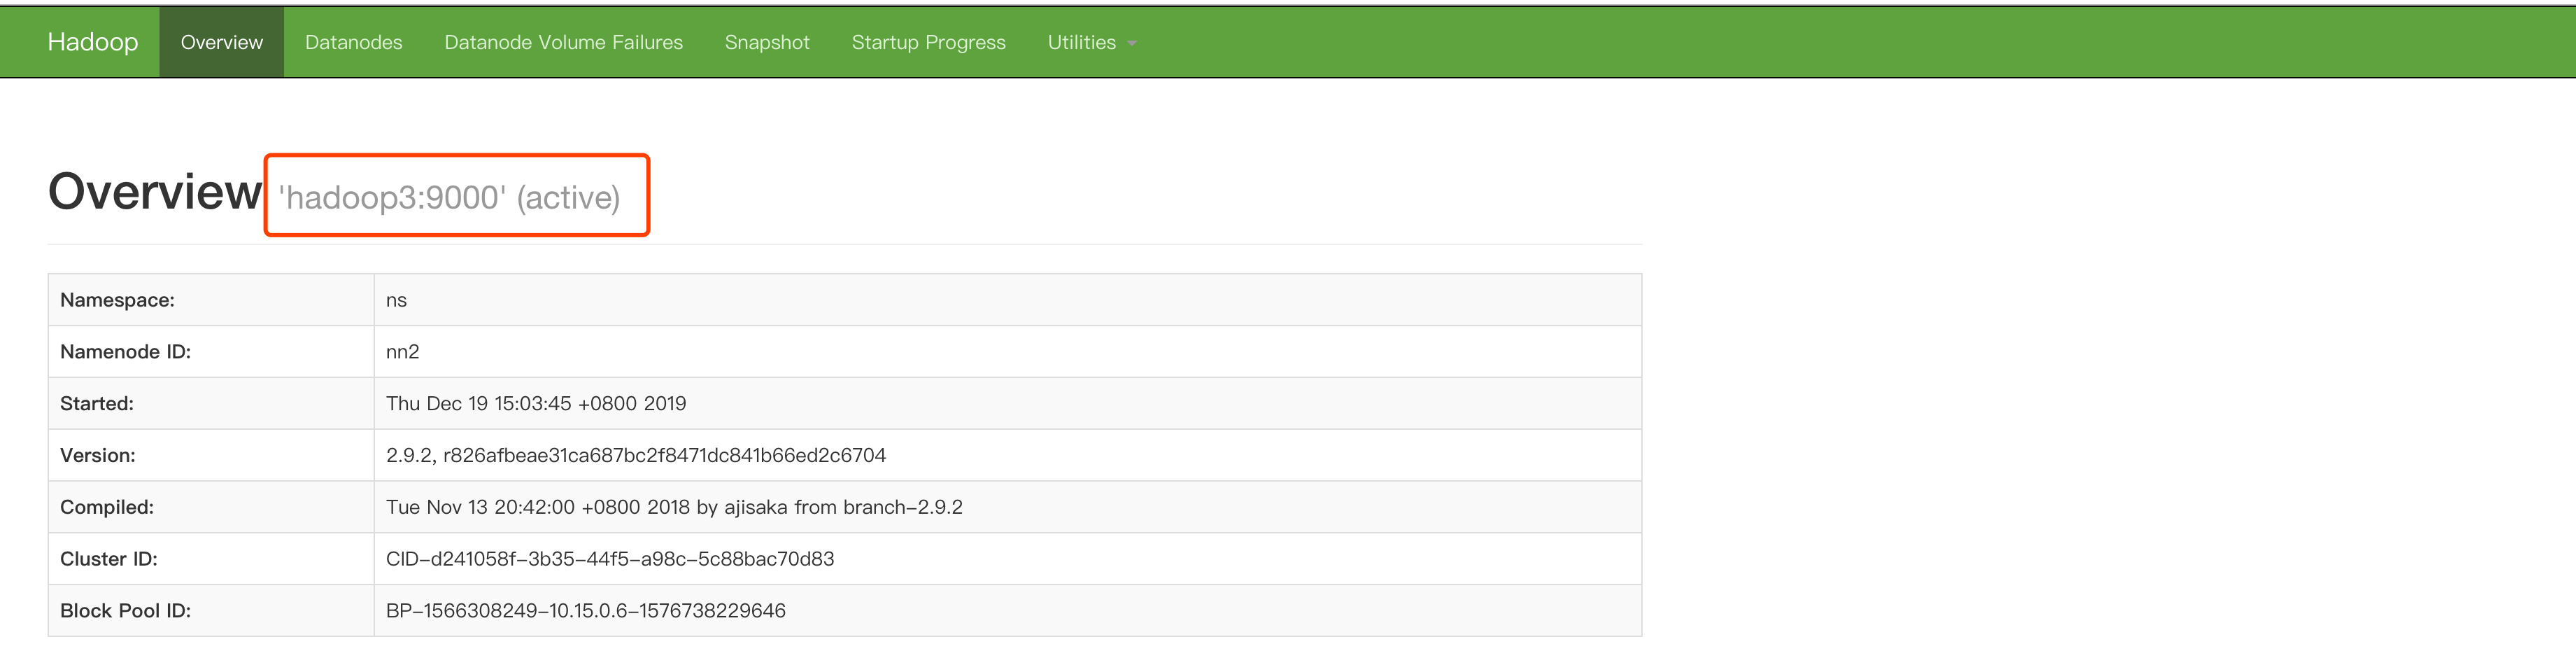 Hadoop Overview Datanodes Datanode Volume Failures Snapshot Startup Progress Utilities
Overview 'hadoop3:9000' (active)
Namespace: ns
Namenode ID: nn2
Started: Thu Dec 19 15:03:45 +0800 2019
Version: 2.9.2, r826afbeae31ca687bc2f8471dc841b66ed2c6704
Compiled: Tue Nov 13 20:42:00 +0800 2018 by ajisaka from branch-2.9.2
Cluster ID: CID-d241058f-3b35-44f5-a98c-5c88bac70d83
Block Pool ID: BP-1566308249-10.15.0.6-1576738229646